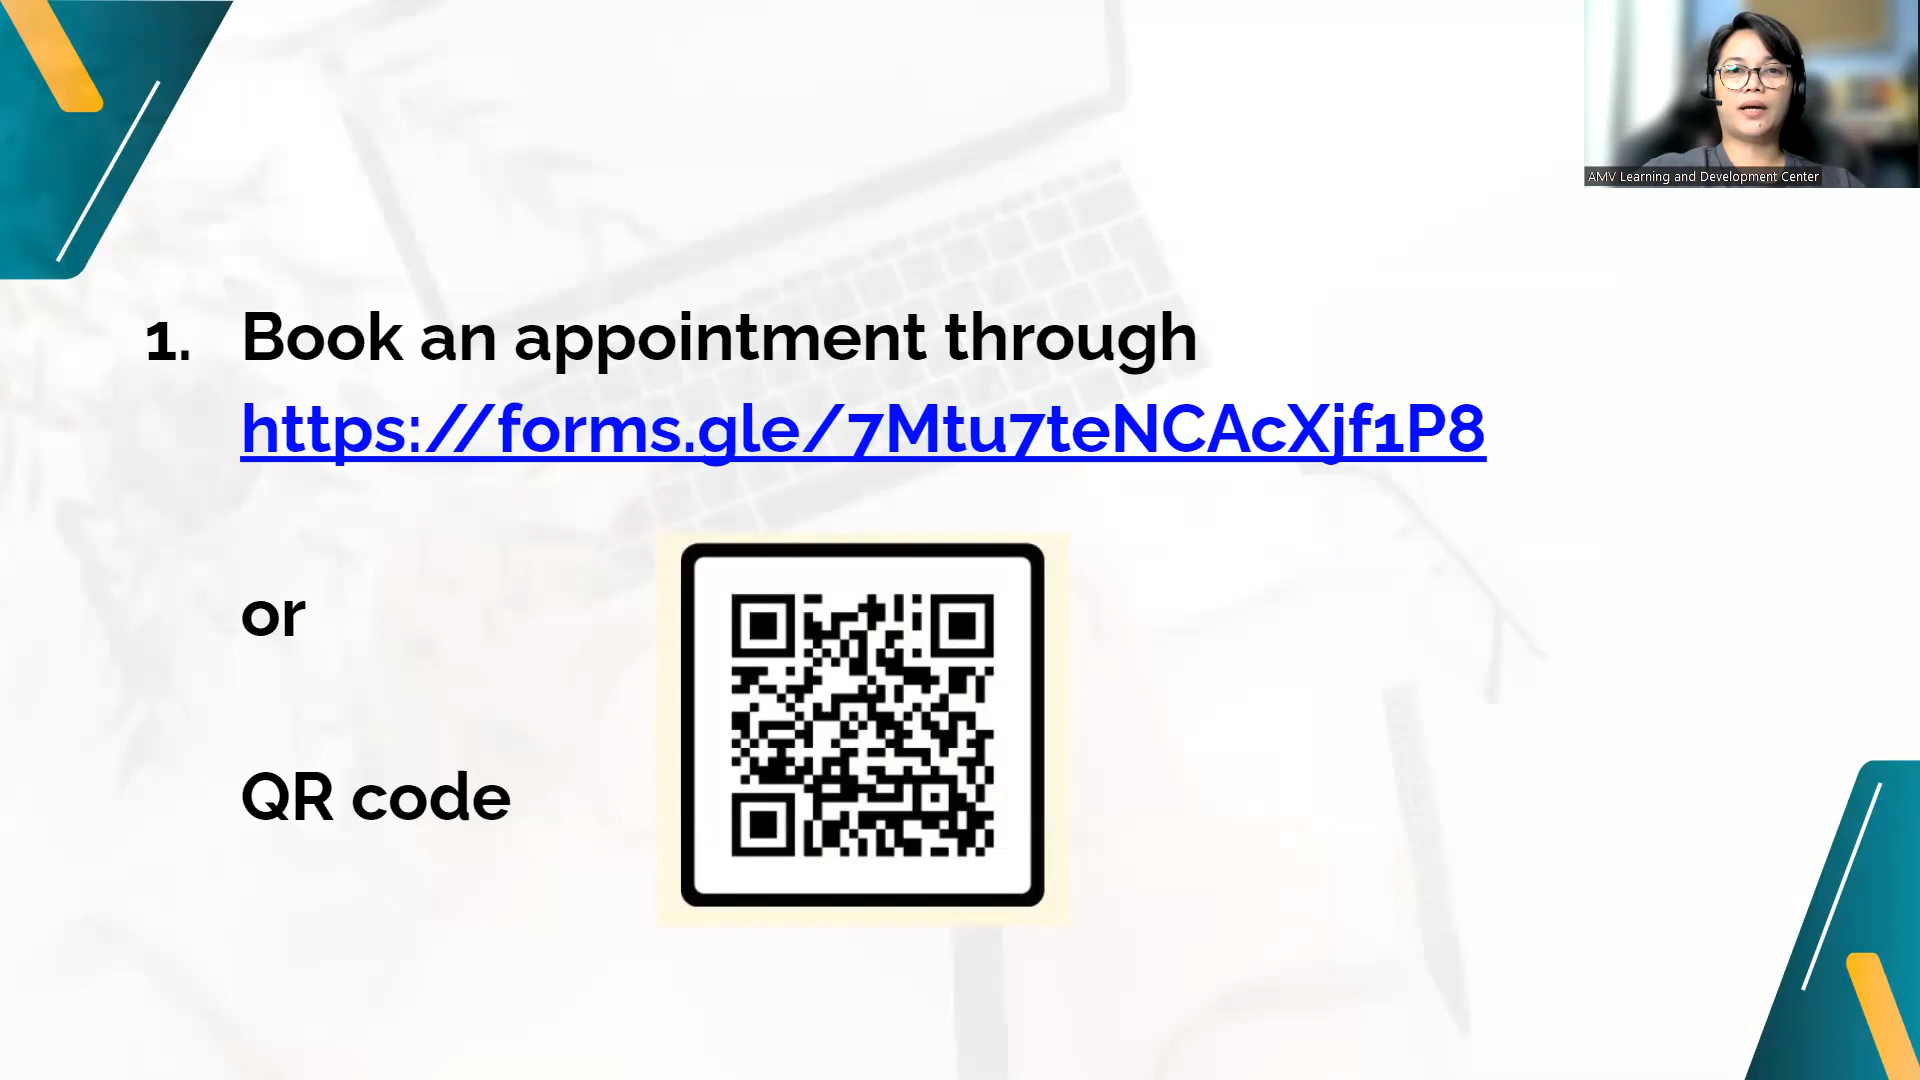 AMV Learning and Development Center
1. Book an appointment through
https://forms.gle/7Mtu7teNCAcXjf1P8
or
QR code